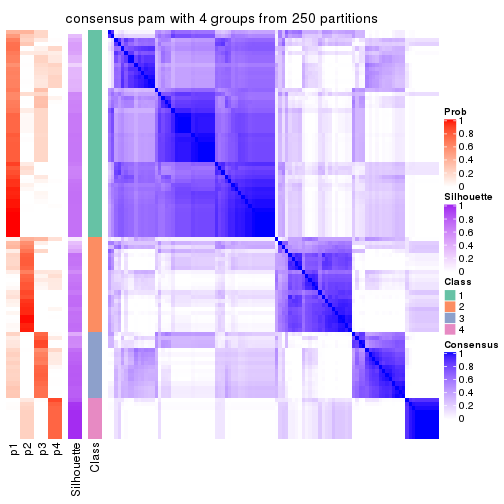 consensus pam with 4 groups from 250 partitions
Prob
1
0.8
0.6
0.4
0.2
0
Silhouette
1
0.8
0.6
0.4
0.2
0
Class
1
2
3
4
Consensus
1
0.8
0.6
0.4
0.2
0
p1
p2
p3
p4
Silhouette
Class